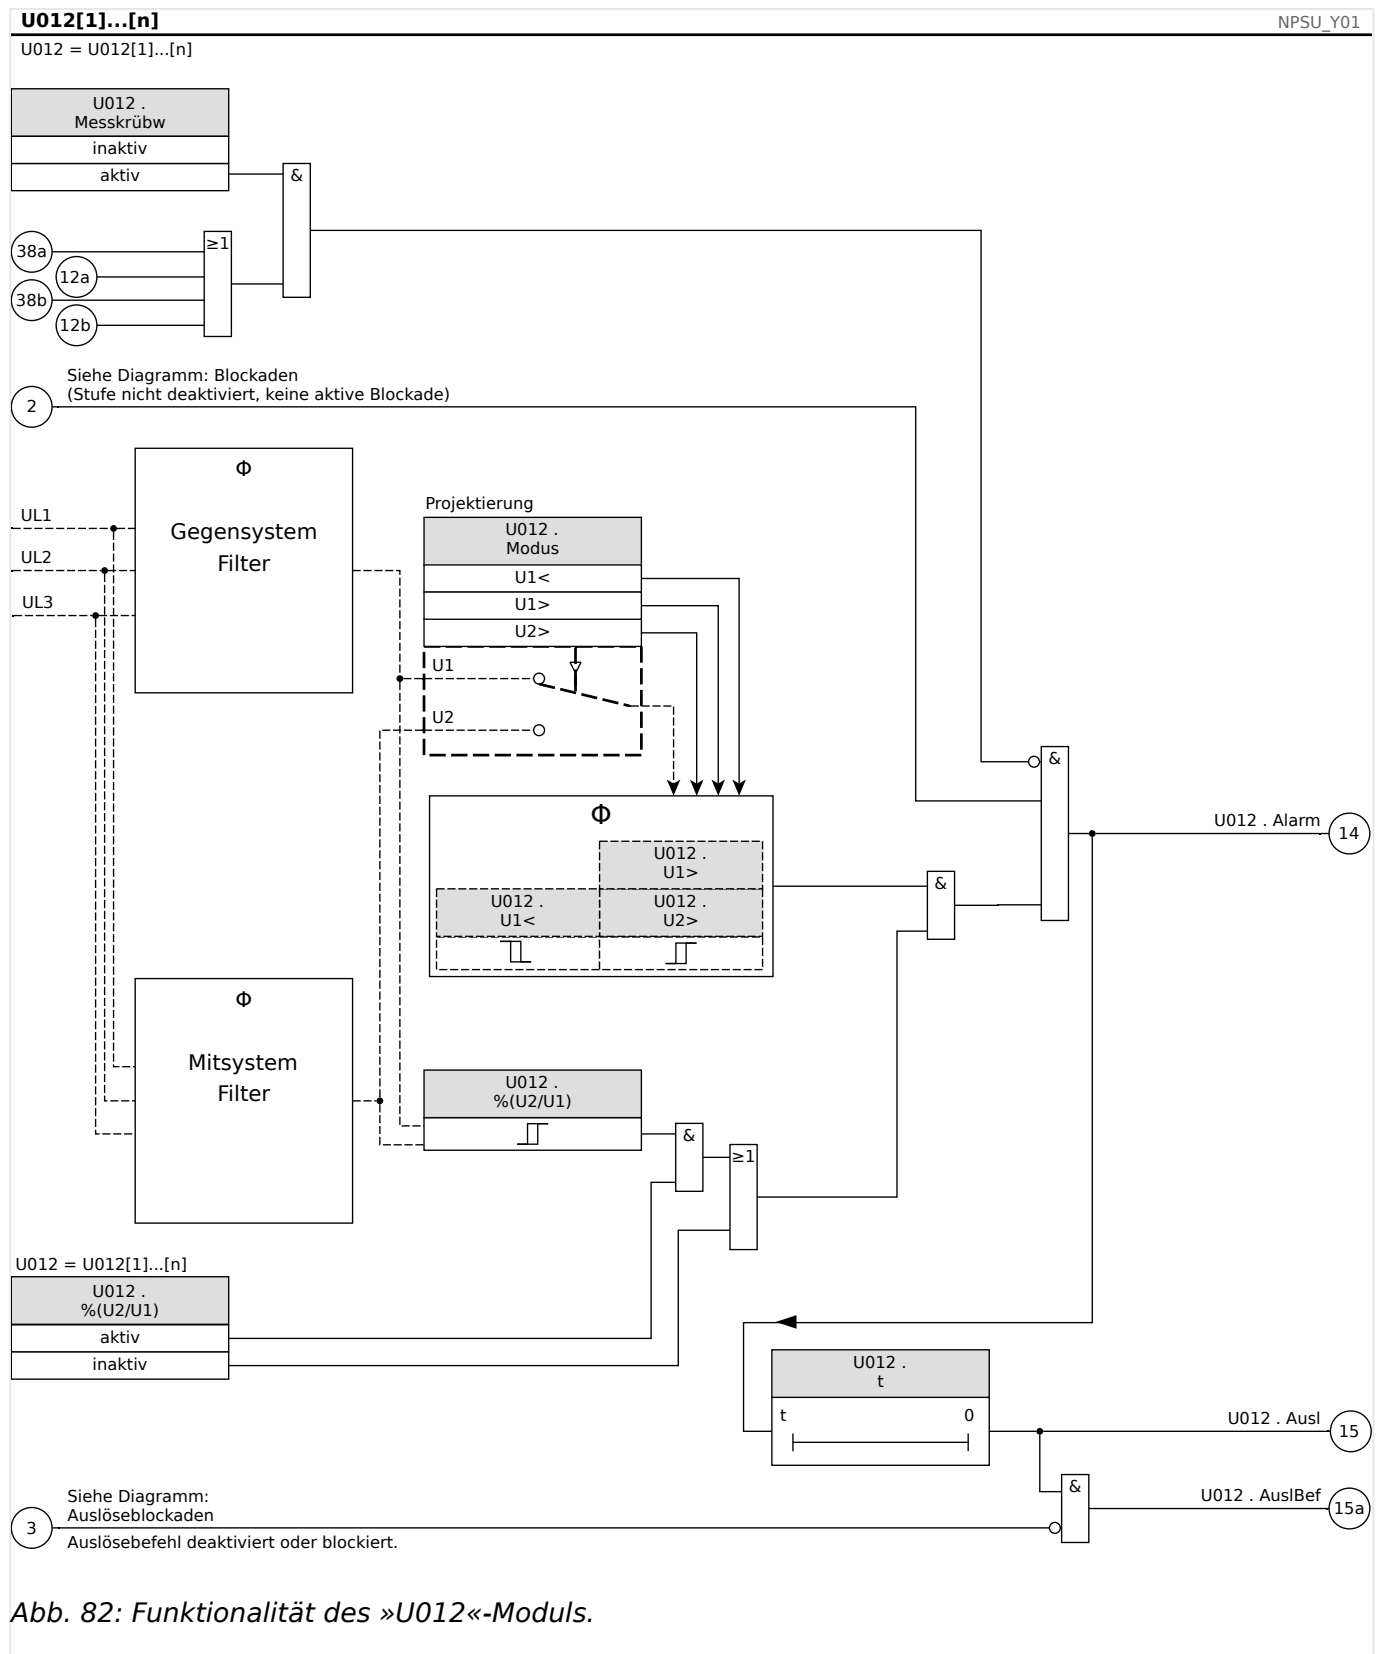 U012[1]...[n]
NPSU_Y01
U012 = U012[1]...[n]
U012 .
Messkrübw
inaktiv
aktiv
&
≥1
38a
12a
38b
12b
Siehe Diagramm: Blockaden
(Stufe nicht deaktiviert, keine aktive Blockade)
2
Φ
Gegensystem
Filter
UL1
UL2
UL3
Projektierung
U012 .
Modus
U1<
U1>
U2>
U1
U2
&
Φ
U012 .
U1>
U012 .
U1<
U012 .
U2>
&
U012 . Alarm
14
Φ
Mitsystem
Filter
U012 .
%(U2/U1)
&
≥1
U012 = U012[1]...[n]
U012 .
%(U2/U1)
aktiv
inaktiv
U012 .
t
t
0
U012 . Ausl
15
&
U012 . AuslBef
15a
Siehe Diagramm:
Auslöseblockaden
3
Auslösebefehl deaktiviert oder blockiert.
Abb. 82: Funktionalität des »U012«-Moduls.